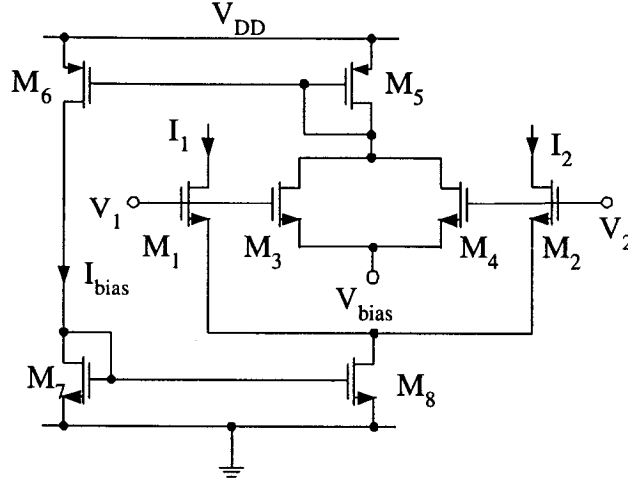 V_DD
M_6
M_5
I_1
I_2
V_1
M_1
M_3
M_4
M_2
V_2
I_bias
V_bias
M_7
M_8